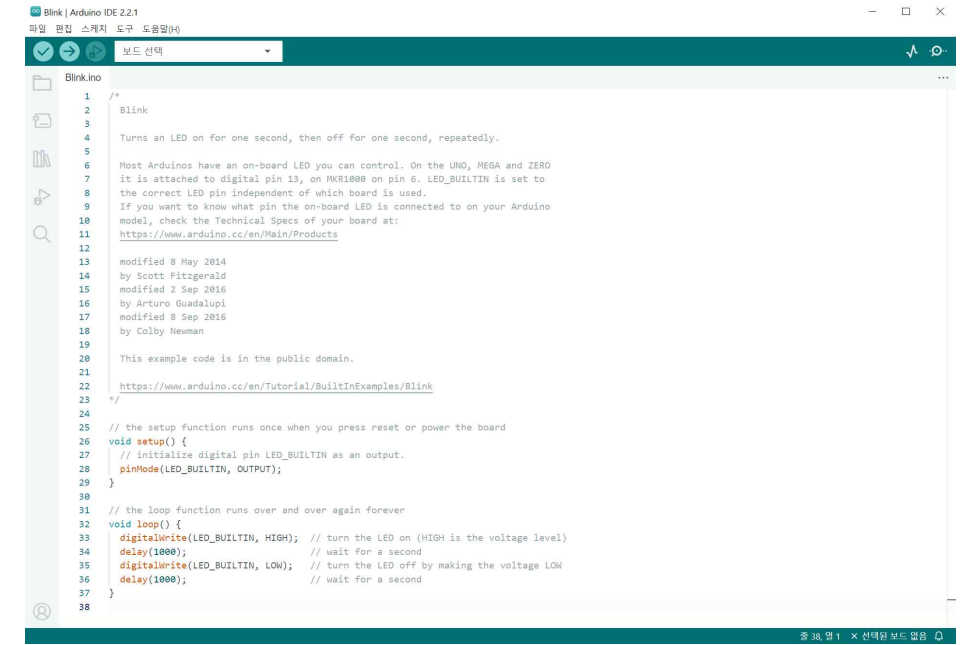 Blink | Arduino IDE 2.2.1
파일 편집 스케치 도구 도움말(H)
보드 선택
Blink.ino
1 /*
2 Blink
3
4 Turns an LED on for one second, then off for one second, repeatedly.
5
6 Most Arduinos have an on-board LED you can control. On the UNO, MEGA and ZERO
7 it is attached to digital pin 13, on MKR1000 on pin 6. LED_BUILTIN is set to
8 the correct LED pin independent of which board is used.
9 If you want to know what pin the on-board LED is connected to on your Arduino
10 model, check the Technical Specs of your board at:
11 https://www.arduino.cc/en/Main/Products
12
13 modified 8 May 2014
14 by Scott Fitzgerald
15 modified 2 Sep 2016
16 by Arturo Guadalupi
17 modified 8 Sep 2016
18 by Colby Newman
19
20 This example code is in the public domain.
21
22 https://www.arduino.cc/en/Tutorial/BuiltInExamples/Blink
23 */
24
25 // the setup function runs once when you press reset or power the board
26 void setup() {
27 // initialize digital pin LED_BUILTIN as an output.
28 pinMode(LED_BUILTIN, OUTPUT);
29 }
30
31 // the loop function runs over and over again forever
32 void loop() {
33 digitalWrite(LED_BUILTIN, HIGH); // turn the LED on (HIGH is the voltage level)
34 delay(1000); // wait for a second
35 digitalWrite(LED_BUILTIN, LOW); // turn the LED off by making the voltage LOW
36 delay(1000); // wait for a second
37 }
38
줄 38, 열 1 × 선택된 보드 없음